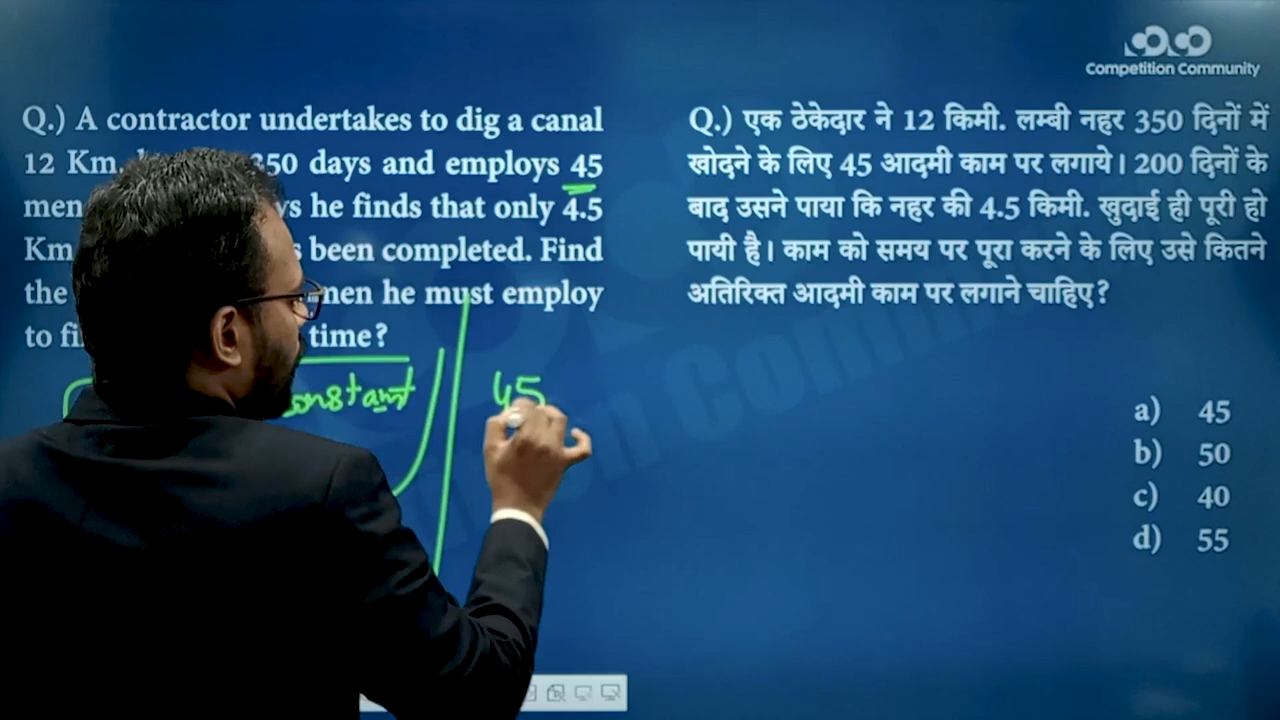 Competition Community
Q.) A contractor undertakes to dig a canal
12 Km 350 days and employs 45
men he finds that only 4.5
Km been completed. Find
the men he must employ
to time?
constant
45
Q.) एक ठेकेदार ने 12 किमी. लम्बी नहर 350 दिनों में
खोदने के लिए 45 आदमी काम पर लगाये। 200 दिनों के
बाद उसने पाया कि नहर की 4.5 किमी. खुदाई ही पूरी हो
पायी है। काम को समय पर पूरा करने के लिए उसे कितने
अतिरिक्त आदमी काम पर लगाने चाहिए?
a) 45
b) 50
c) 40
d) 55